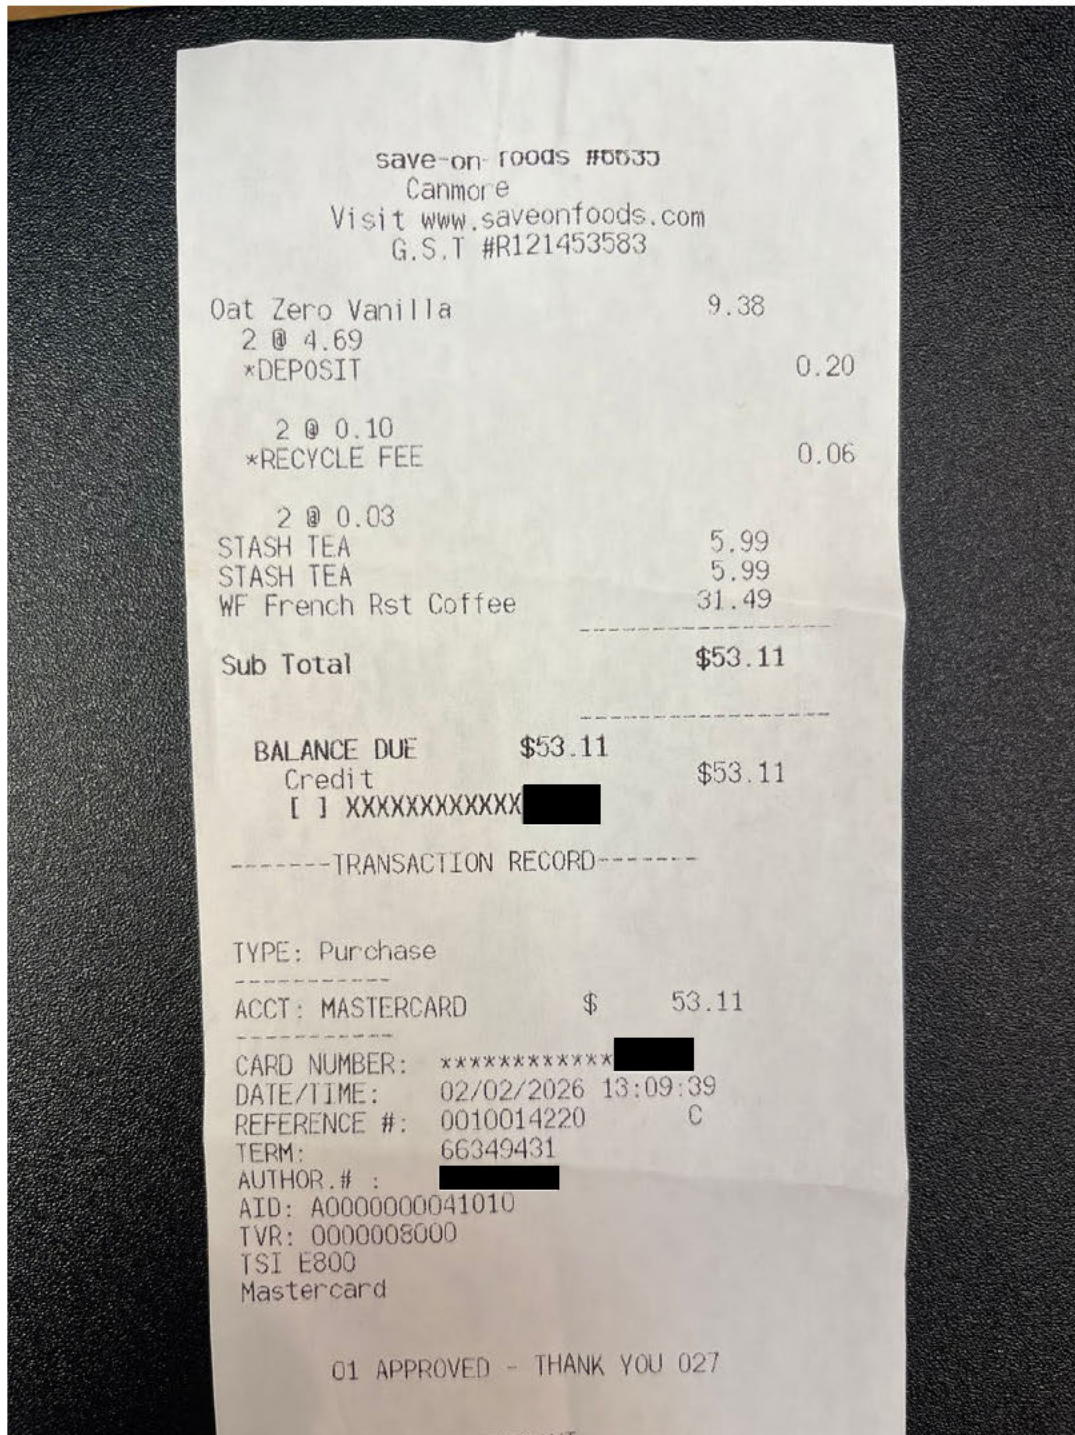 save-on-foods
Canmore
Visit www.saveonfoods.com
G.S.T #R121453583
Oat Zero Vanilla 9.38
2 @ 4.69
*DEPOSIT 0.20
2 @ 0.10
*RECYCLE FEE 0.06
2 @ 0.03
STASH TEA 5.99
STASH TEA 5.99
WF French Rst Coffee 31.49
Sub Total $53.11
BALANCE DUE $53.11
Credit $53.11
[ ] XXXXXXXXXXXX
-------TRANSACTION RECORD-------
TYPE: Purchase
ACCT: MASTERCARD $ 53.11
CARD NUMBER: ************
DATE/TIME: 02/02/2026 13:09:39
REFERENCE #: 0010014220 C
TERM: 66349431
AUTHOR.# :
AID: A0000000041010
TVR: 0000008000
TSI E800
Mastercard
01 APPROVED - THANK YOU 027